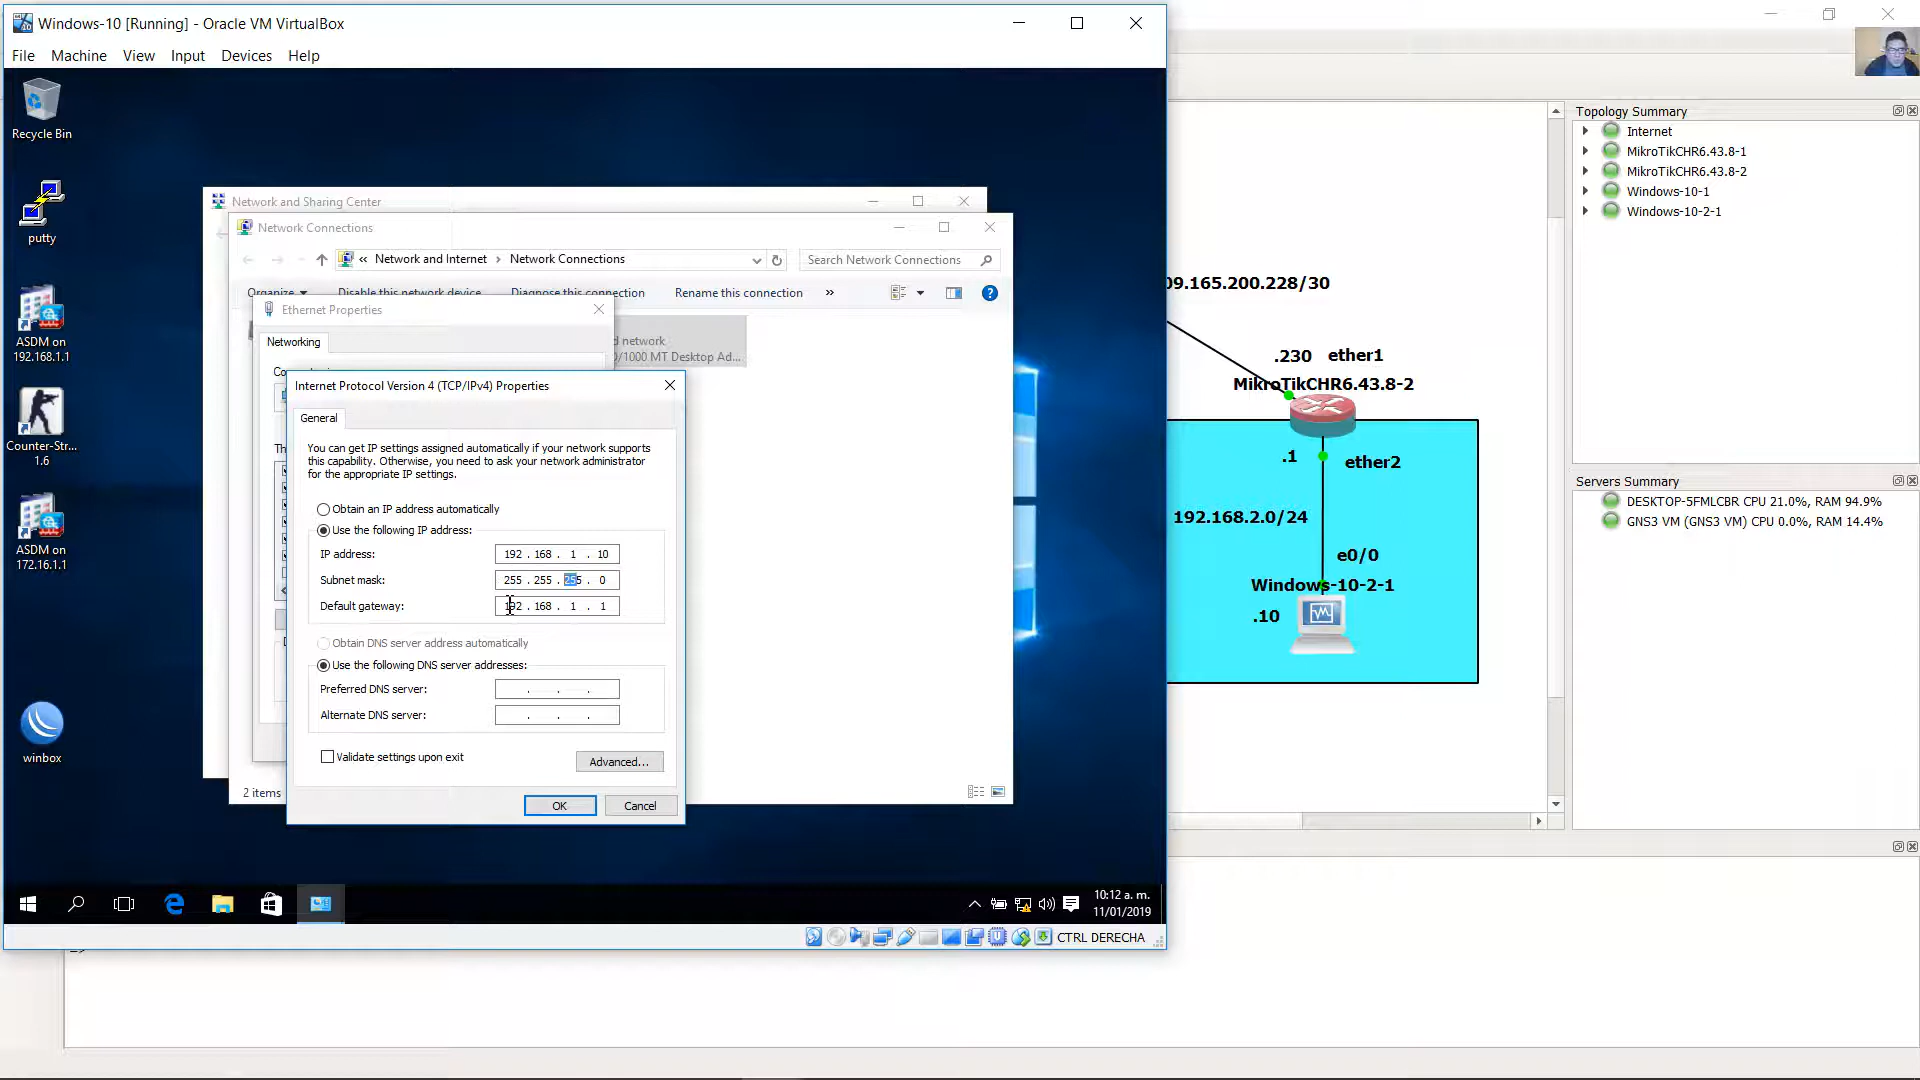 Windows-10 [Running] - Oracle VM VirtualBox
File Machine View Input Devices Help
Recycle Bin
putty
ASDM on
192.168.1.1
Counter-Str...
1.6
ASDM on
172.16.1.1
winbox
Network and Sharing Center
Network Connections
« Network and Internet > Network Connections
Search Network Connections
Organize
Disable this network device
Diagnose this connection
Rename this connection
»
Ethernet Properties
Networking
d network
0/1000 MT Desktop Ad...
Internet Protocol Version 4 (TCP/IPv4) Properties
General
You can get IP settings assigned automatically if your network supports
this capability. Otherwise, you need to ask your network administrator
for the appropriate IP settings.
Obtain an IP address automatically
Use the following IP address:
IP address: 192 . 168 . 1 . 10
Subnet mask: 255 . 255 . 255 . 0
Default gateway: 192 . 168 . 1 . 1
Obtain DNS server address automatically
Use the following DNS server addresses:
Preferred DNS server: . . .
Alternate DNS server: . . .
Validate settings upon exit
Advanced...
OK
Cancel
2 items
10:12 a. m.
11/01/2019
CTRL DERECHA
09.165.200.228/30
.230 ether1
MikroTikCHR6.43.8-2
.1 ether2
192.168.2.0/24
e0/0
Windows-10-2-1
.10
Topology Summary
Internet
MikroTikCHR6.43.8-1
MikroTikCHR6.43.8-2
Windows-10-1
Windows-10-2-1
Servers Summary
DESKTOP-5FMLCBR CPU 21.0%, RAM 94.9%
GNS3 VM (GNS3 VM) CPU 0.0%, RAM 14.4%